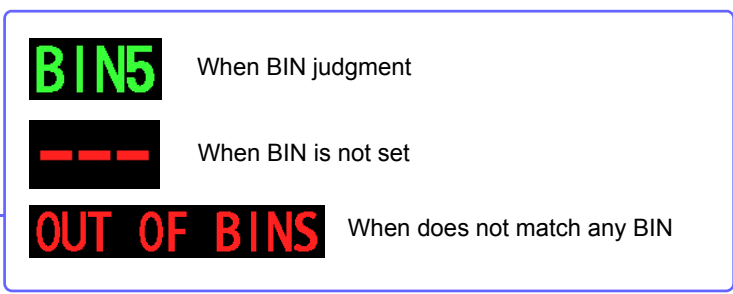 BIN5 When BIN judgment
--- When BIN is not set
OUT OF BINS When does not match any BIN